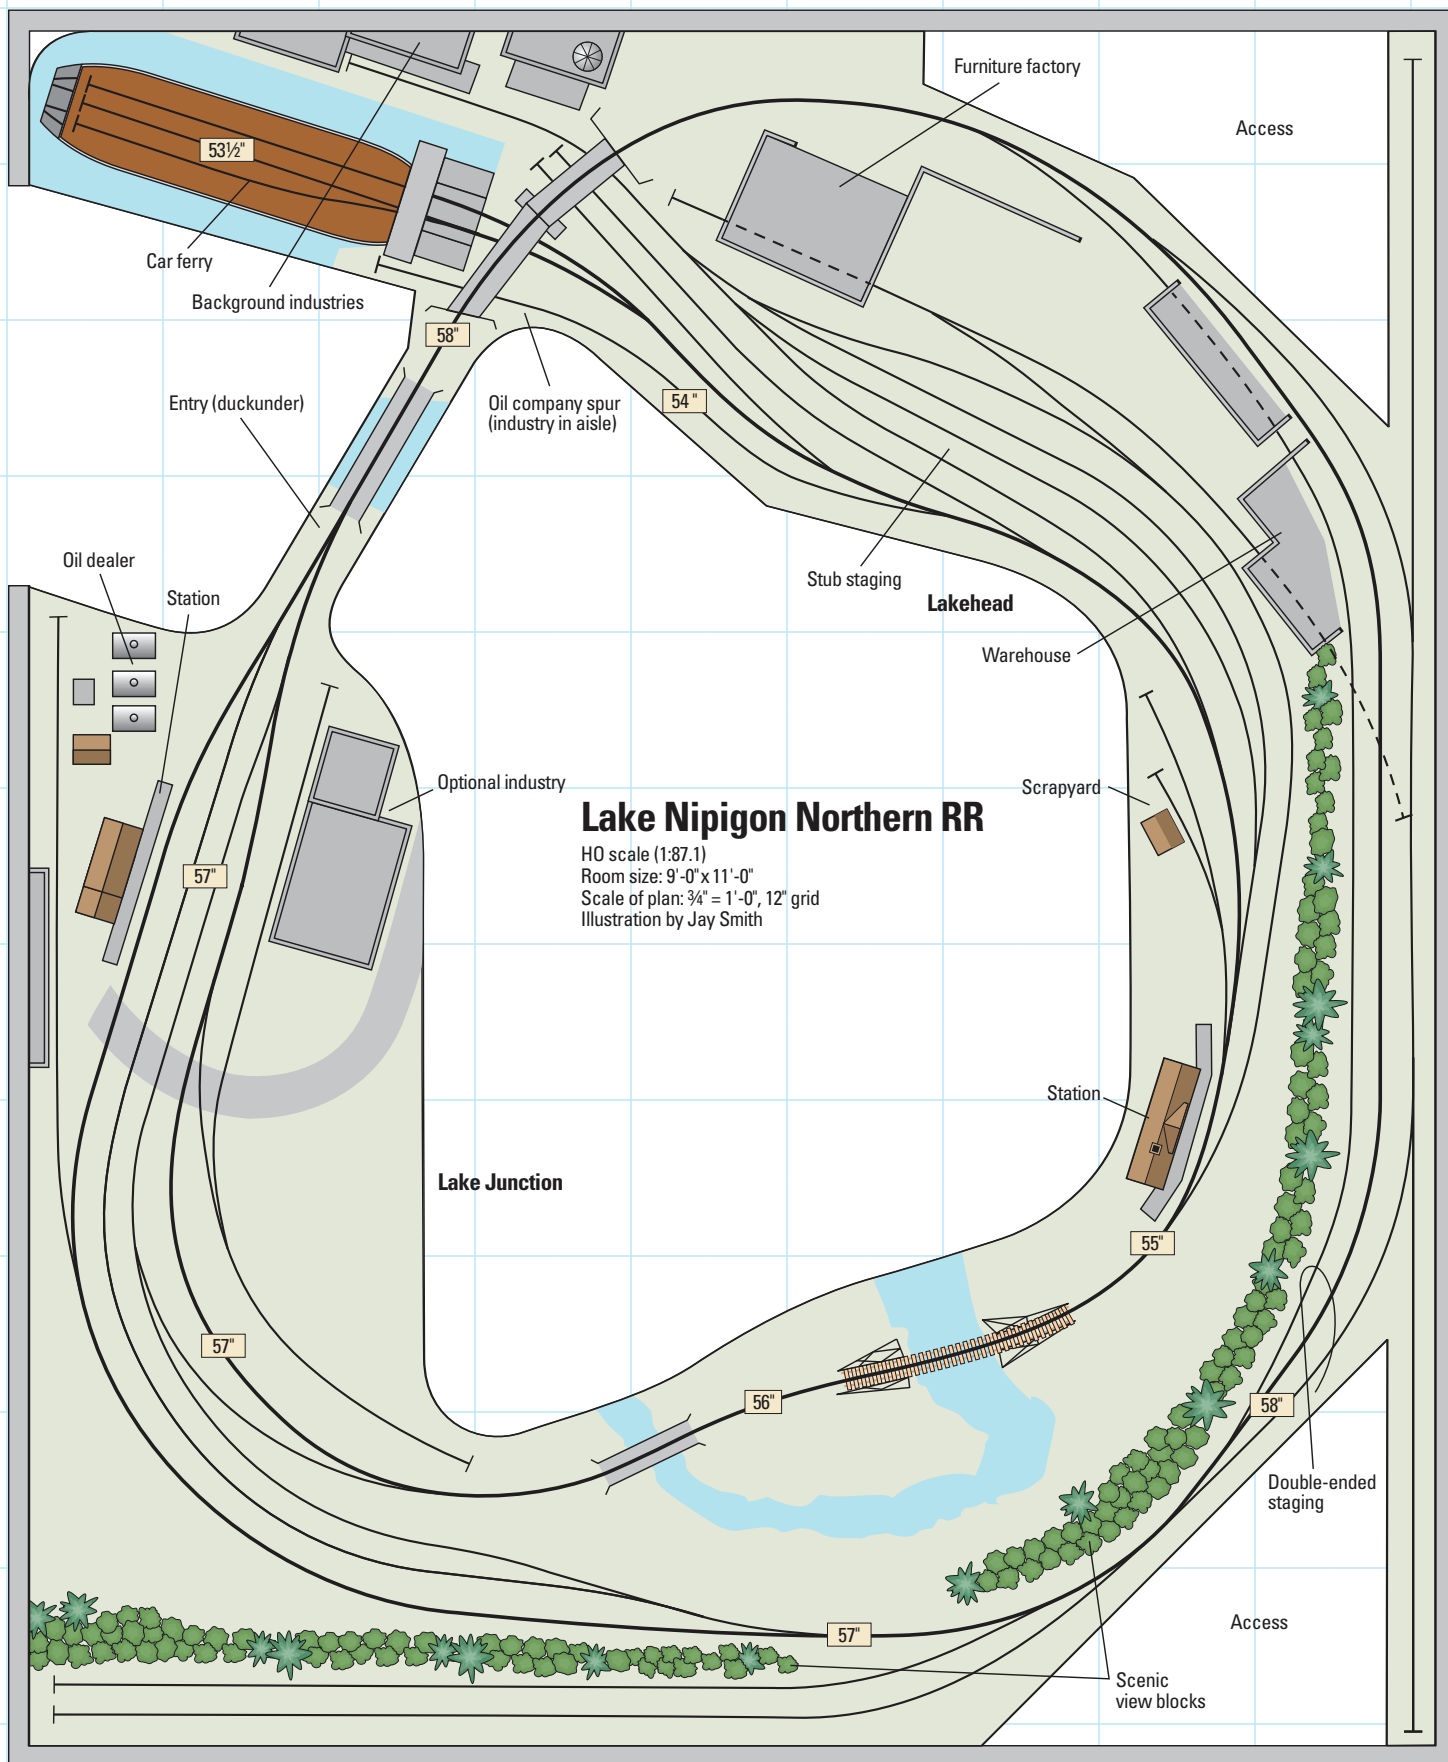 Furniture factory
Access
53½"
Car ferry
Background industries
58"
Entry (duckunder)
Oil company spur
(industry in aisle)
54"
Oil dealer
Station
Stub staging
Lakehead
Warehouse
Optional industry
Scrapyard
Lake Nipigon Northern RR
HO scale (1:87.1)
Room size: 9'-0" x 11'-0"
Scale of plan: ¾" = 1'-0", 12" grid
Illustration by Jay Smith
57"
Station
Lake Junction
55"
57"
56"
58"
Double-ended
staging
57"
Access
Scenic
view blocks